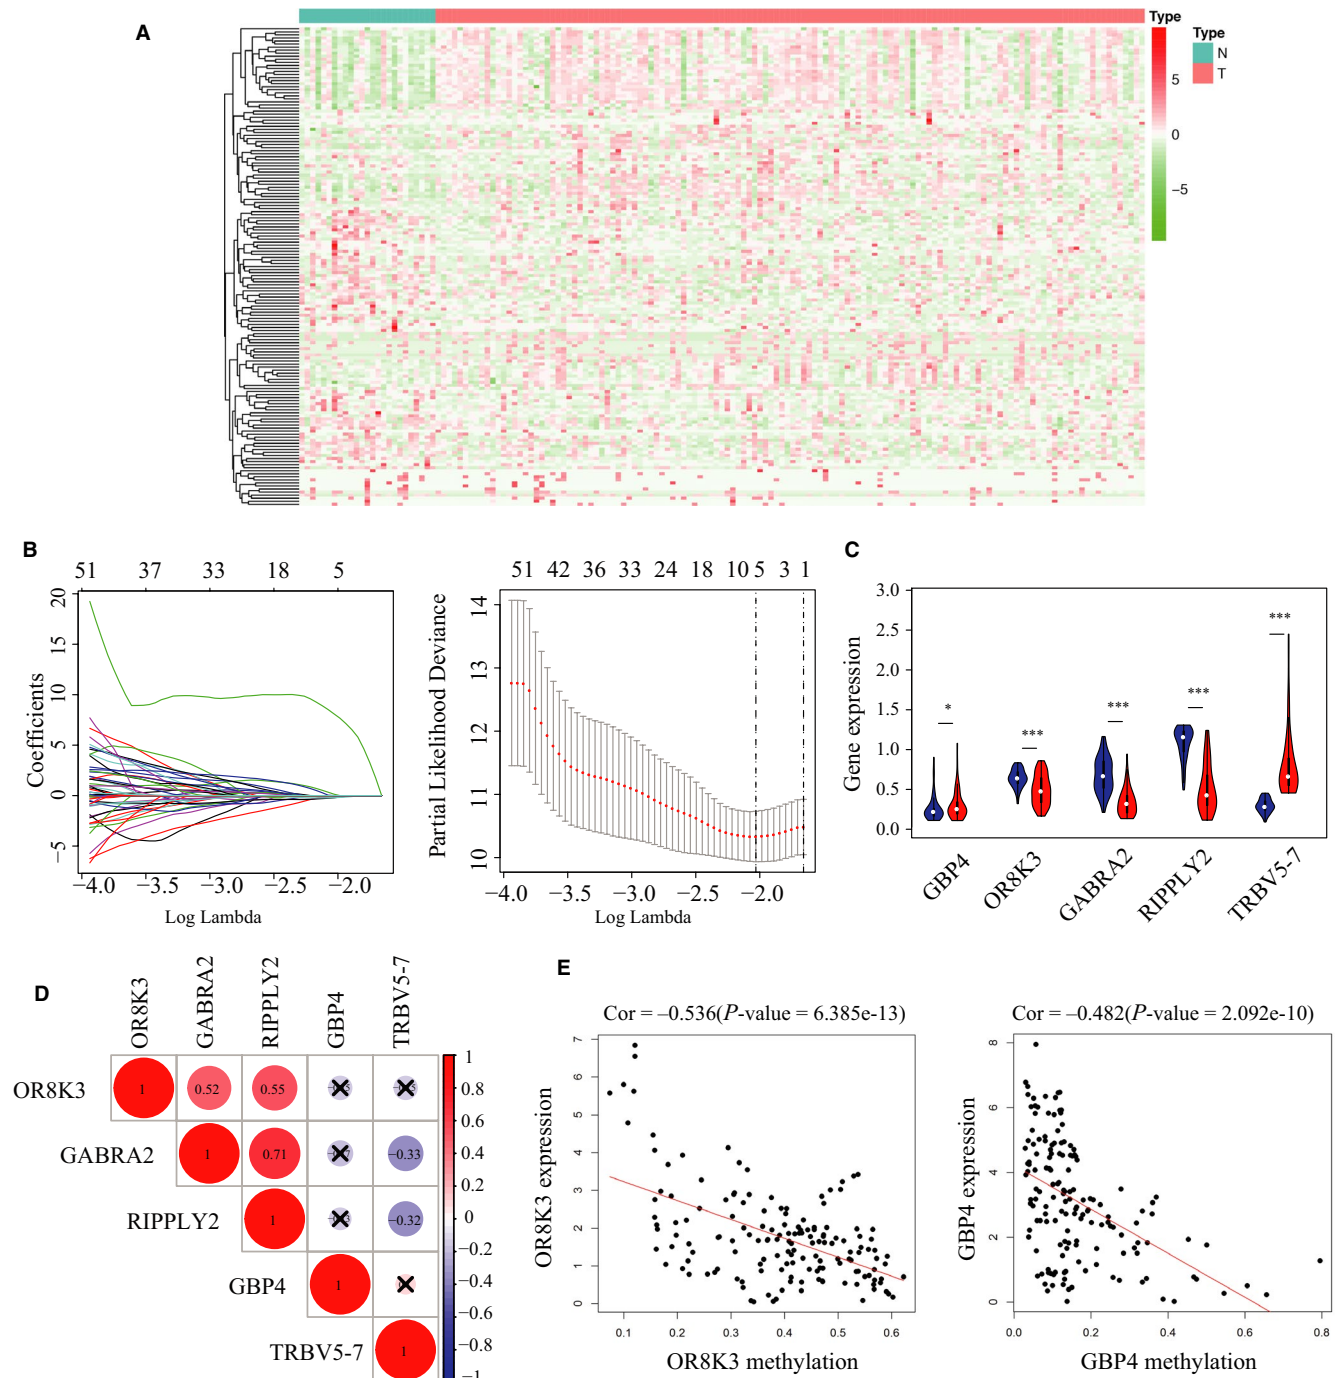 A
Type
5
0
−5
Type
N
T
B
51 37 33 18 5
20
15
10
5
0
−5
Coefficients
−4.0 −3.5 −3.0 −2.5 −2.0
Log Lambda
51 42 36 33 24 18 10 5 3 1
14
13
12
11
10
Partial Likelihood Deviance
−4.0 −3.5 −3.0 −2.5 −2.0
Log Lambda
C
Gene expression
3.0
2.5
2.0
1.5
1.0
0.5
0.0
* *** *** *** ***
GBP4 OR8K3 GABRA2 RIPPLY2 TRBV5-7
D
OR8K3 GABRA2 RIPPLY2 GBP4 TRBV5-7
OR8K3 1 0.52 0.55
GABRA2 1 0.71 −0.33
RIPPLY2 1 −0.32
GBP4 1
TRBV5-7 1
1
0.8
0.6
0.4
0.2
0
−0.2
−0.4
−0.6
−0.8
−1
E
Cor = −0.536(P-value = 6.385e-13)
OR8K3 expression
7
6
5
4
3
2
1
0
0.1 0.2 0.3 0.4 0.5 0.6
OR8K3 methylation
Cor = −0.482(P-value = 2.092e-10)
GBP4 expression
8
6
4
2
0
0.0 0.2 0.4 0.6 0.8
GBP4 methylation